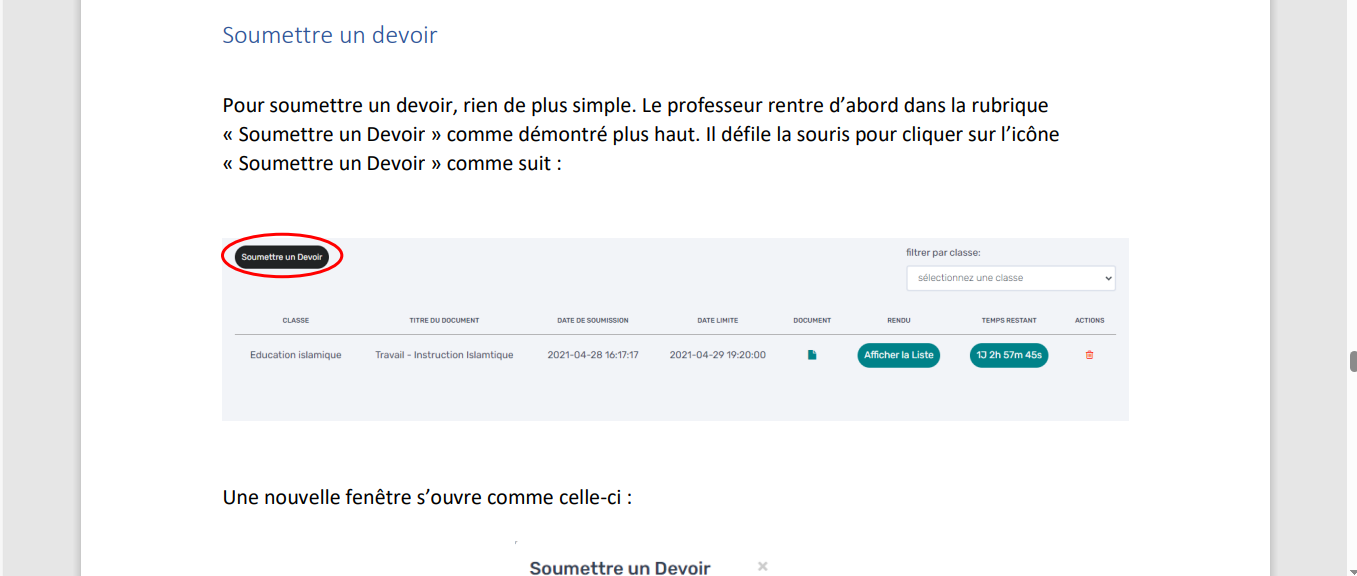 Soumettre un devoir
Pour soumettre un devoir, rien de plus simple. Le professeur rentre d’abord dans la rubrique
« Soumettre un Devoir » comme démontré plus haut. Il défile la souris pour cliquer sur l’icône
« Soumettre un Devoir » comme suit :
Soumettre un Devoir
filtrer par classe:
sélectionnez une classe
CLASSE TITRE DU DOCUMENT DATE DE SOUMISSION DATE LIMITE DOCUMENT RENDU TEMPS RESTANT ACTIONS
Education islamique Travail - Instruction Islamtique 2021-04-28 16:17:17 2021-04-29 19:20:00 Afficher la Liste 1J 2h 57m 45s
Une nouvelle fenêtre s’ouvre comme celle-ci :
Soumettre un Devoir ×